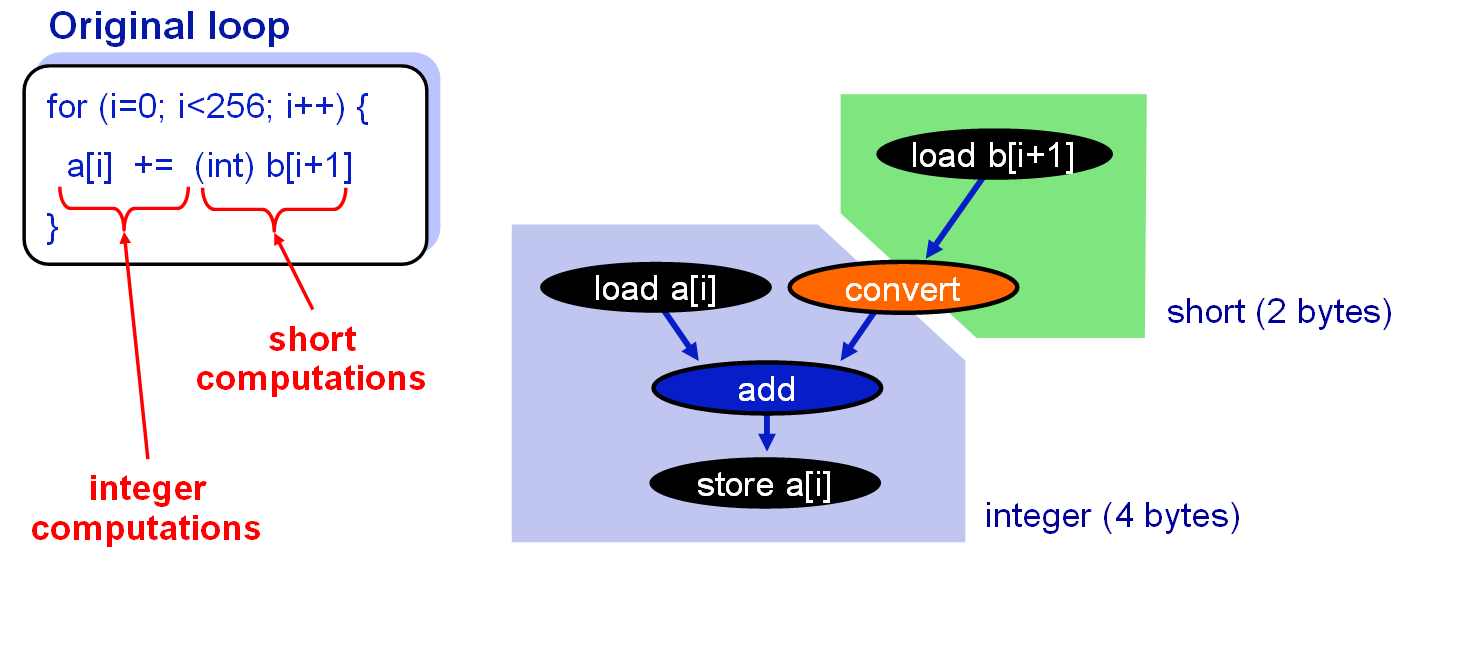 Original loop
for (i=0; i<256; i++) {
a[i] += (int) b[i+1]
}
short
computations
integer
computations
load b[i+1]
load a[i]
convert
short (2 bytes)
add
store a[i]
integer (4 bytes)